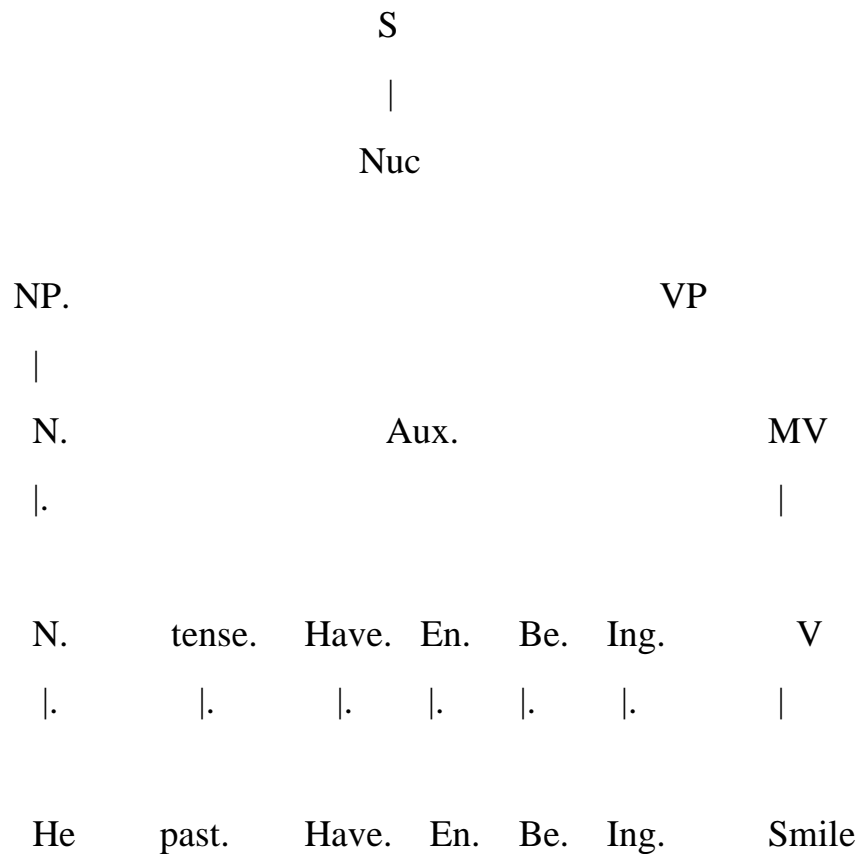 S
|
Nuc
NP. VP
|
N. Aux. MV
|. |
N. tense. Have. En. Be. Ing. V
|. |. |. |. |. |. |
He past. Have. En. Be. Ing. Smile